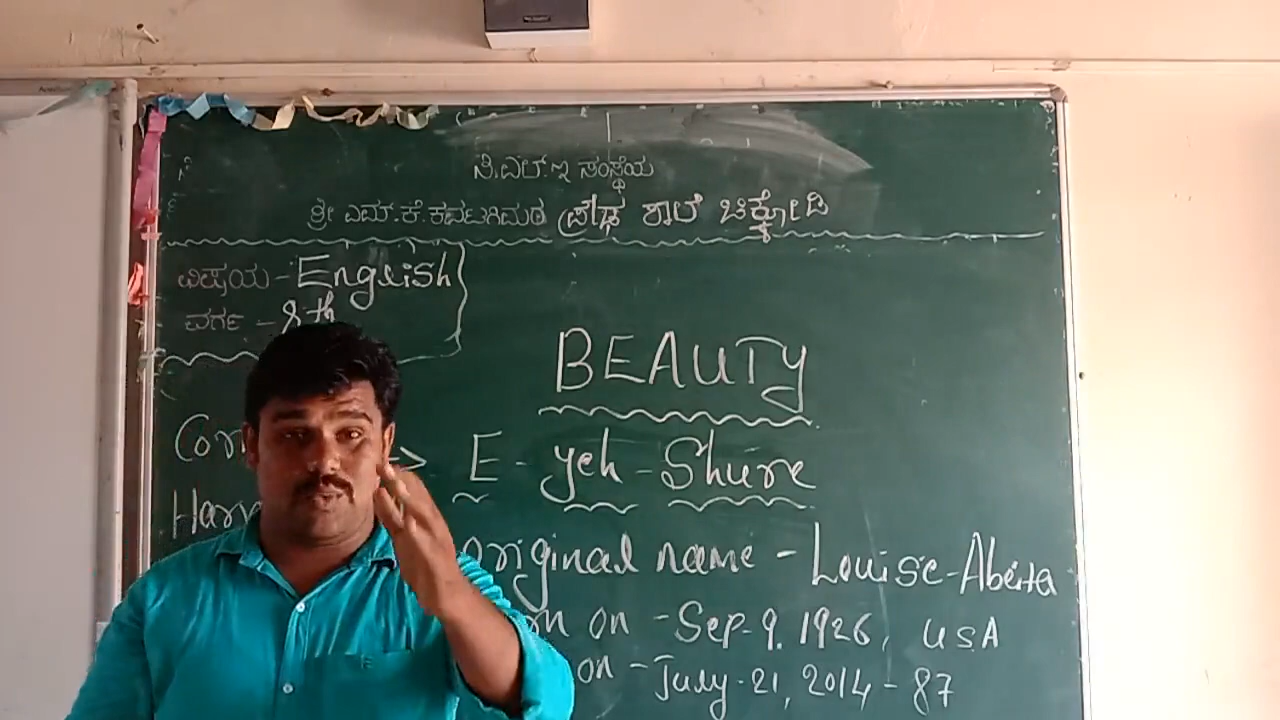 ಸಿ.ಎಲ್.ಇ ಸಂಸ್ಥೆಯ
ಶ್ರೀ ಎಮ್.ಕೆ.ಕವಟಗಿಮಠ ಪ್ರೌಢ ಶಾಲೆ ಚಿಕ್ಕೋಡಿ
ವಿಷಯ - English
ವರ್ಗ - 8th
BEAUTY
E - yeh - Shure
Original name - Louise-Abeita
on - Sep. 9. 1926, USA
on - July. 21, 2014 - 87